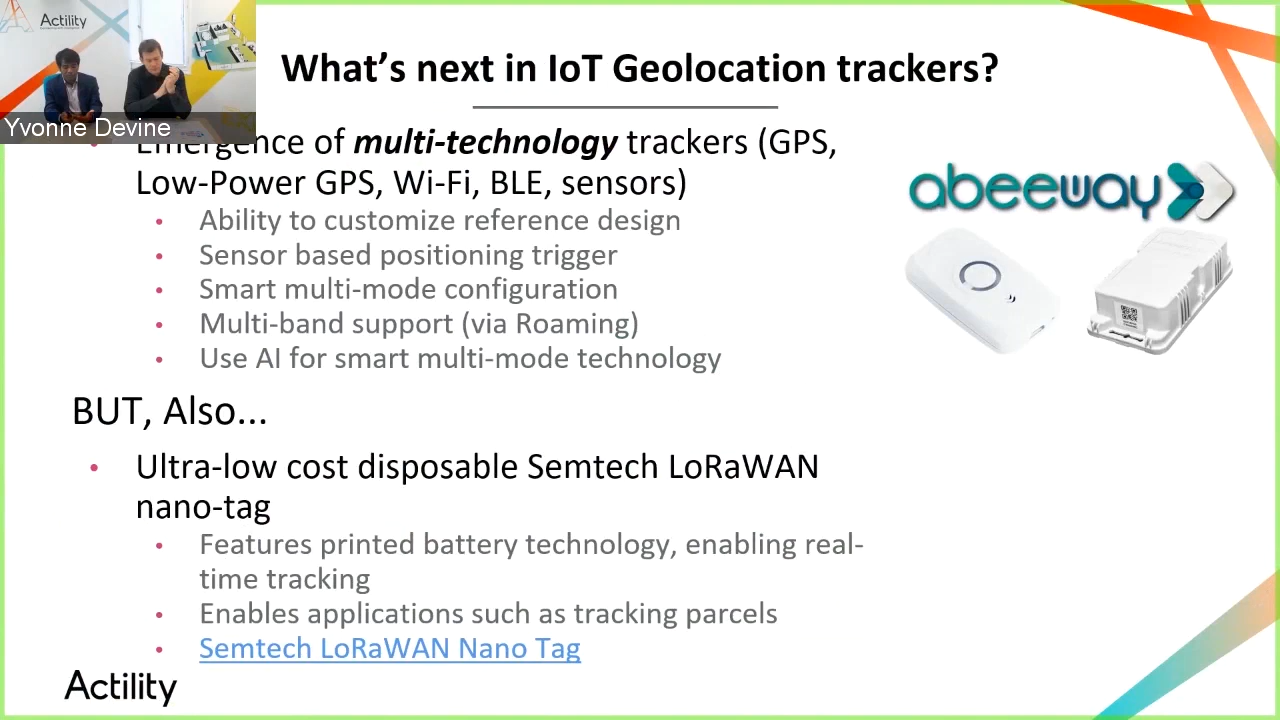 Actility
Yvonne Devine
What's next in IoT Geolocation trackers?
• Emergence of multi-technology trackers (GPS,
Low-Power GPS, Wi-Fi, BLE, sensors)
• Ability to customize reference design
• Sensor based positioning trigger
• Smart multi-mode configuration
• Multi-band support (via Roaming)
• Use AI for smart multi-mode technology
abeeway
BUT, Also...
• Ultra-low cost disposable Semtech LoRaWAN
nano-tag
• Features printed battery technology, enabling real-
time tracking
• Enables applications such as tracking parcels
• Semtech LoRaWAN Nano Tag
Actility